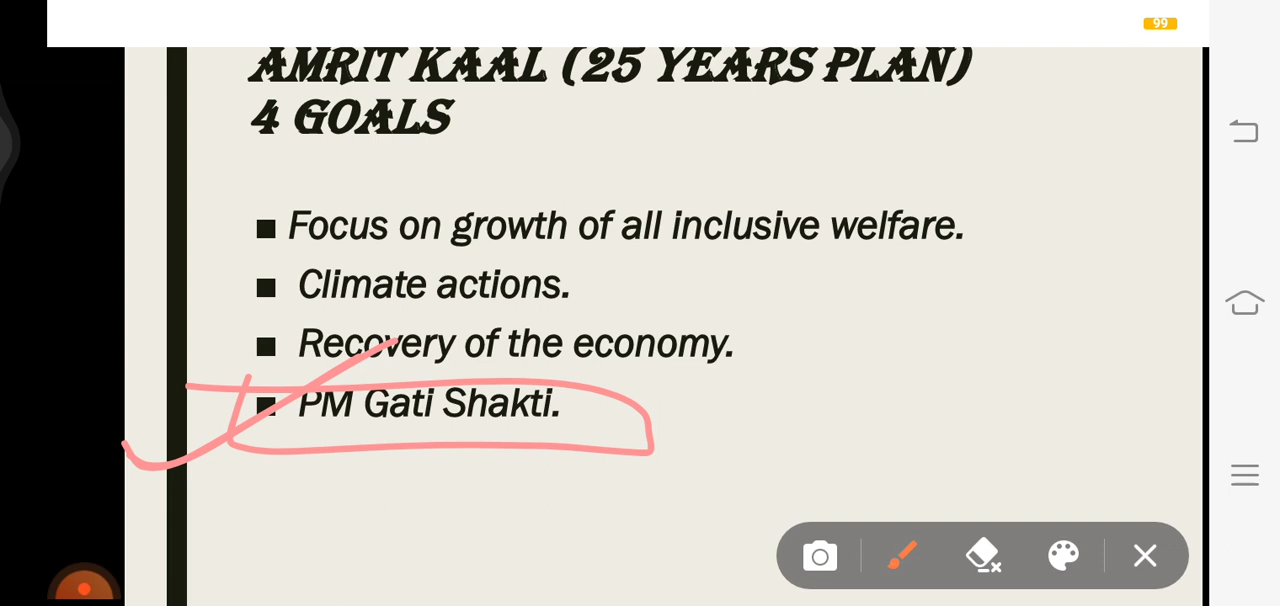 99
AMRIT KAAL (25 YEARS PLAN)
4 GOALS
■ Focus on growth of all inclusive welfare.
■ Climate actions.
■ Recovery of the economy.
■ PM Gati Shakti.